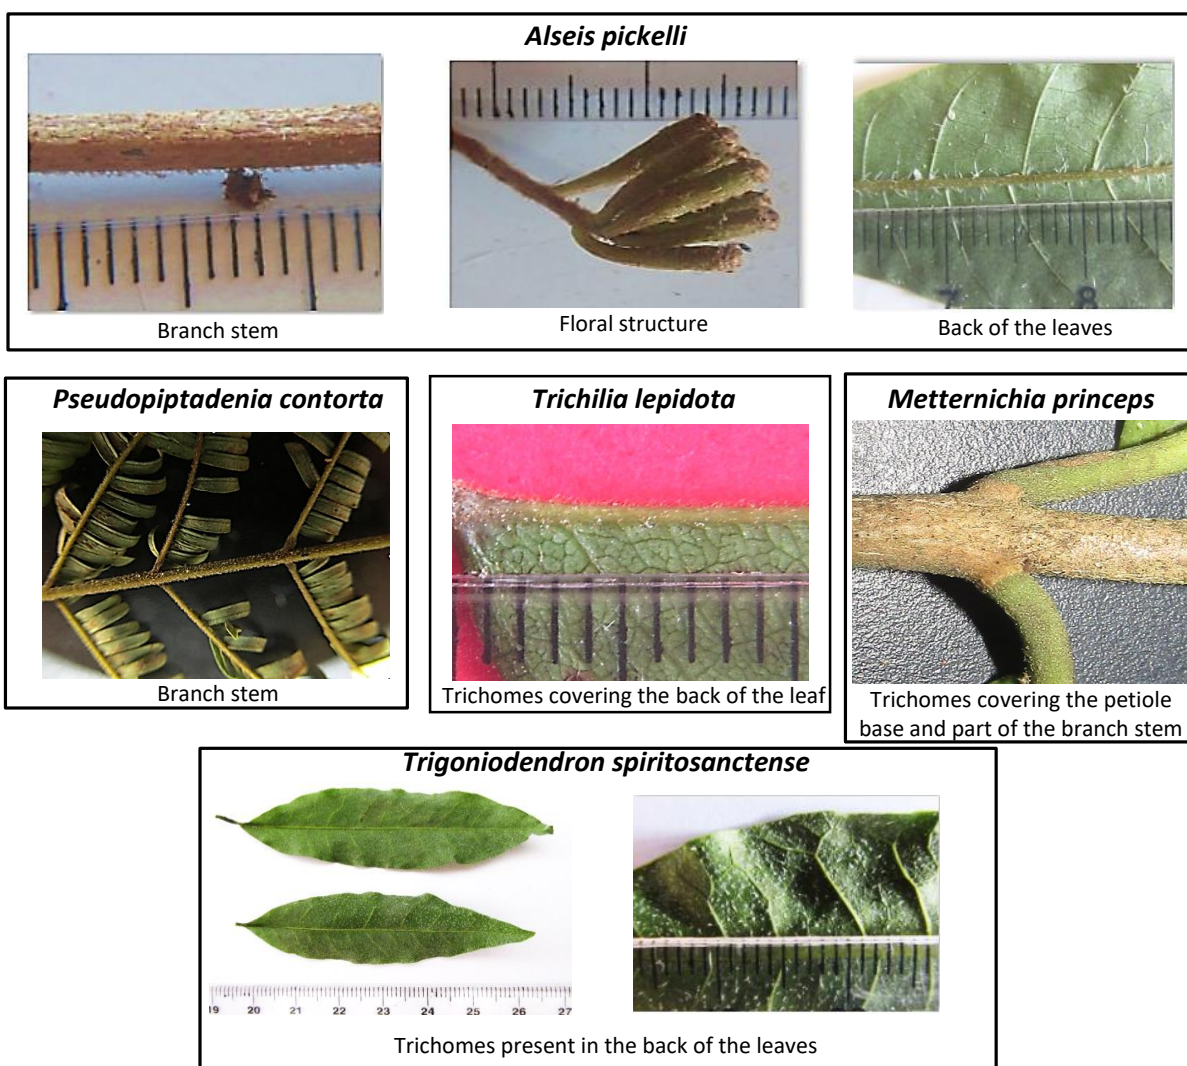 Alseis pickelli
Branch stem
Floral structure
7 8
Back of the leaves
Pseudopiptadenia contorta
Branch stem
Trichilia lepidota
Trichomes covering the back of the leaf
Metternichia princeps
Trichomes covering the petiole
base and part of the branch stem
Trigoniodendron spiritosanctense
19 20 21 22 23 24 25 26 27
Trichomes present in the back of the leaves